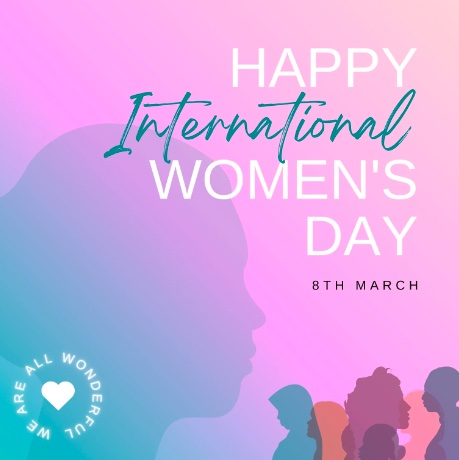 HAPPY
International
WOMEN'S
DAY
8TH MARCH
WE ARE ALL WONDERFUL